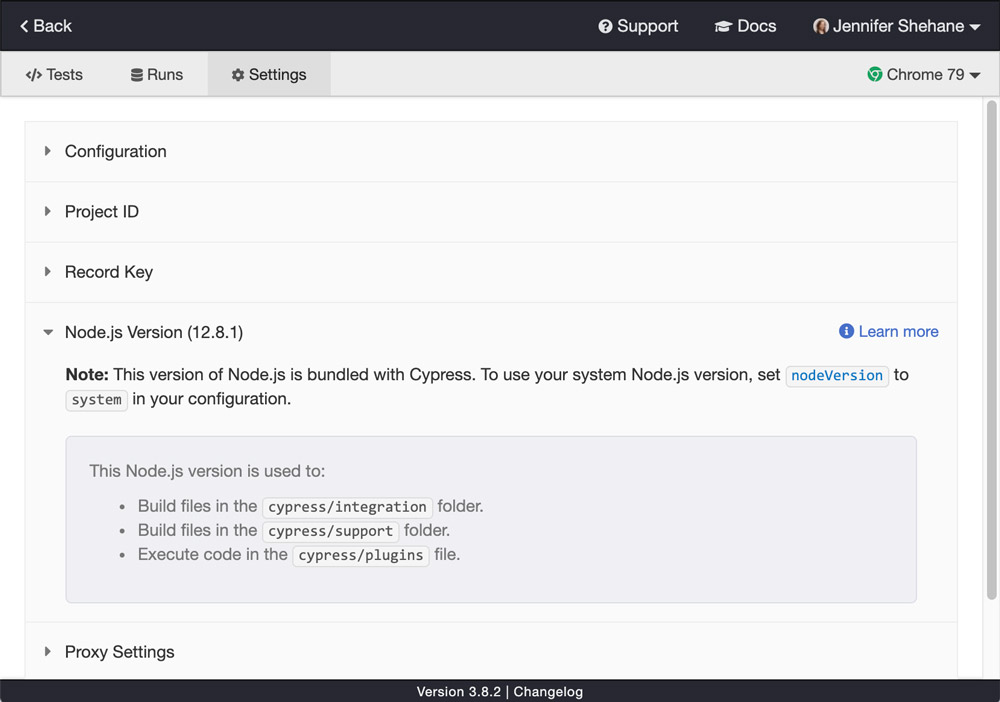 Back
Support
Docs
Jennifer Shehane
Tests
Runs
Settings
Chrome 79
Configuration
Project ID
Record Key
Node.js Version (12.8.1)
Learn more
Note: This version of Node.js is bundled with Cypress. To use your system Node.js version, set nodeVersion to
system in your configuration.
This Node.js version is used to:
• Build files in the cypress/integration folder.
• Build files in the cypress/support folder.
• Execute code in the cypress/plugins file.
Proxy Settings
Version 3.8.2 | Changelog